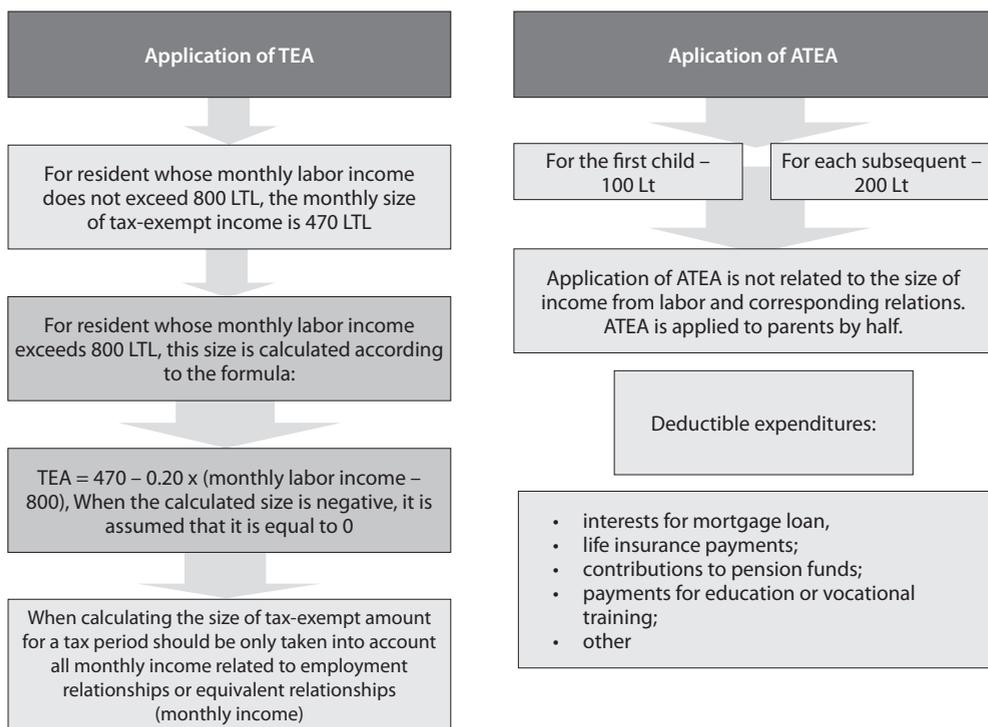 Application of TEA
For resident whose monthly labor income
does not exceed 800 LTL, the monthly size
of tax-exempt income is 470 LTL
For resident whose monthly labor income
exceeds 800 LTL, this size is calculated according
to the formula:
TEA = 470 – 0.20 x (monthly labor income –
800), When the calculated size is negative, it is
assumed that it is equal to 0
When calculating the size of tax-exempt amount
for a tax period should be only taken into account
all monthly income related to employment
relationships or equivalent relationships
(monthly income)
Aplication of ATEA
For the first child –
100 Lt
For each subsequent –
200 Lt
Application of ATEA is not related to the size of
income from labor and corresponding relations.
ATEA is applied to parents by half.
Deductible expenditures:
• interests for mortgage loan,
• life insurance payments;
• contributions to pension funds;
• payments for education or vocational
training;
• other